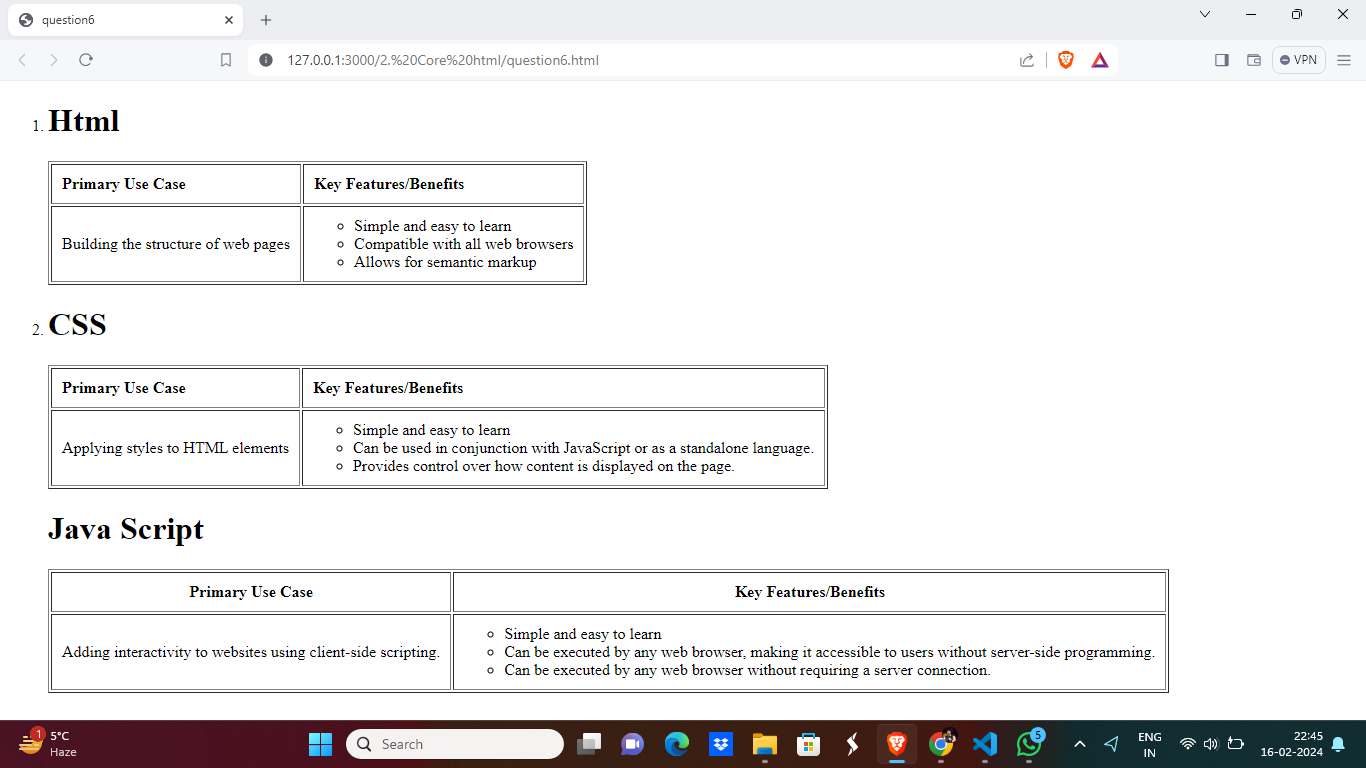 question6
127.0.0.1:3000/2.%20Core%20html/question6.html
VPN
1. Html
Primary Use Case Key Features/Benefits
Building the structure of web pages
Simple and easy to learn
Compatible with all web browsers
Allows for semantic markup
2. CSS
Primary Use Case Key Features/Benefits
Applying styles to HTML elements
Simple and easy to learn
Can be used in conjunction with JavaScript or as a standalone language.
Provides control over how content is displayed on the page.
Java Script
Primary Use Case Key Features/Benefits
Adding interactivity to websites using client-side scripting.
Simple and easy to learn
Can be executed by any web browser, making it accessible to users without server-side programming.
Can be executed by any web browser without requiring a server connection.
1
5°C
Haze
Search
5
ENG
IN
22:45
16-02-2024